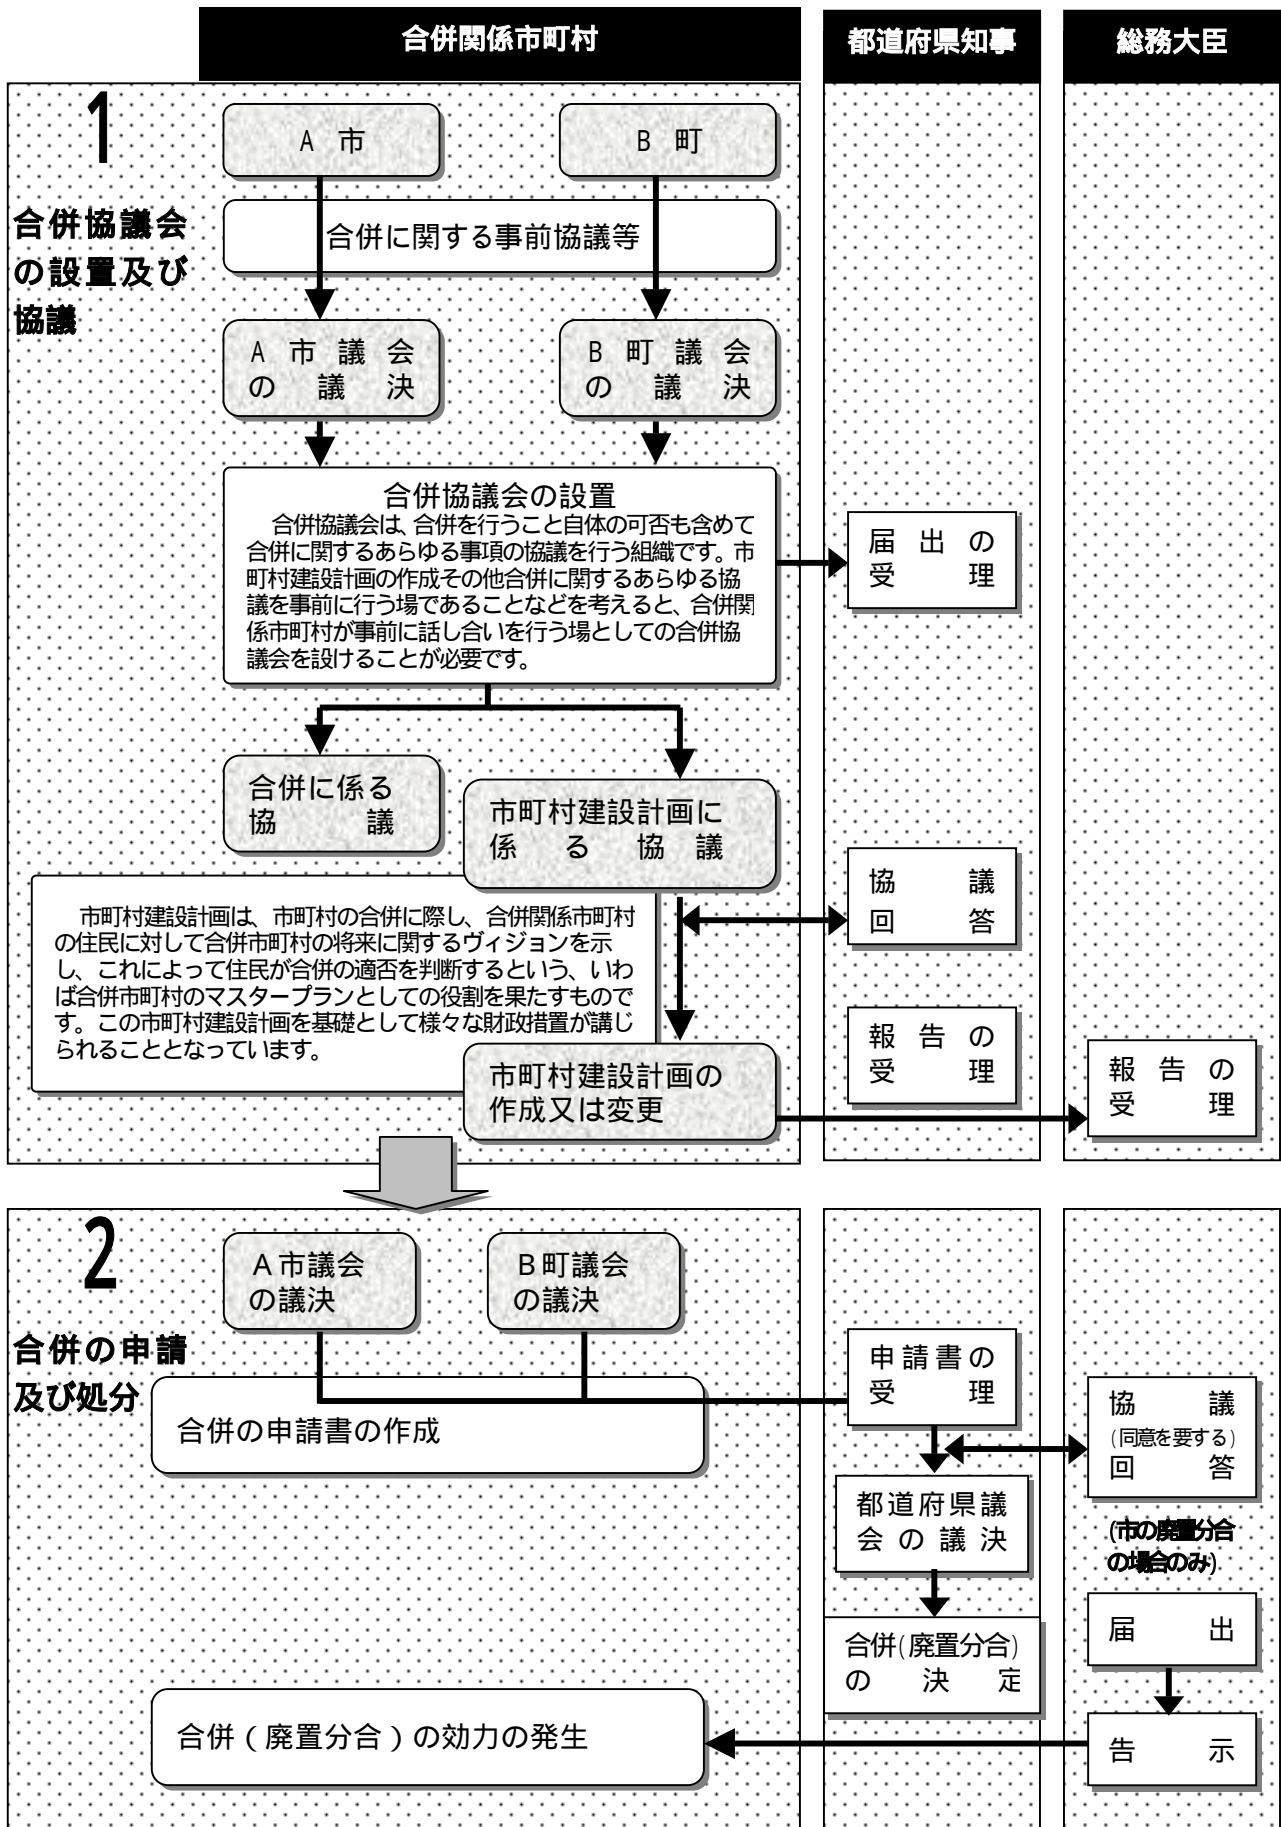 合併関係市町村
都道府県知事
総務大臣
1
合併協議会
の設置及び
協議
A 市
B 町
合併に関する事前協議等
A 市 議 会
の 議 決
B 町 議 会
の 議 決
合併協議会の設置
合併協議会は、合併を行うこと自体の可否も含めて
合併に関するあらゆる事項の協議を行う組織です。市
町村建設計画の作成その他合併に関するあらゆる協
議を事前に行う場であることなどを考えると、合併関
係市町村が事前に話し合いを行う場としての合併協
議会を設けることが必要です。
届 出 の
受 理
合併に係る
協 議
市町村建設計画に
係 る 協 議
協 議
回 答
市町村建設計画は、市町村の合併に際し、合併関係市町村
の住民に対して合併市町村の将来に関するヴィジョンを示
し、これによって住民が合併の適否を判断するという、いわ
ば合併市町村のマスタープランとしての役割を果たすもので
す。この市町村建設計画を基礎として様々な財政措置が講じ
られることとなっています。
市町村建設計画の
作成又は変更
報 告 の
受 理
報 告 の
受 理
2
合併の申請
及び処分
A市議会
の議決
B町議会
の議決
合併の申請書の作成
申請書の
受 理
協 議
(同意を要する)
回 答
(市の廃置分合
の場合のみ)
都道府県議
会 の 議 決
合併(廃置分合)
の 決 定
届 出
告 示
合併(廃置分合)の効力の発生